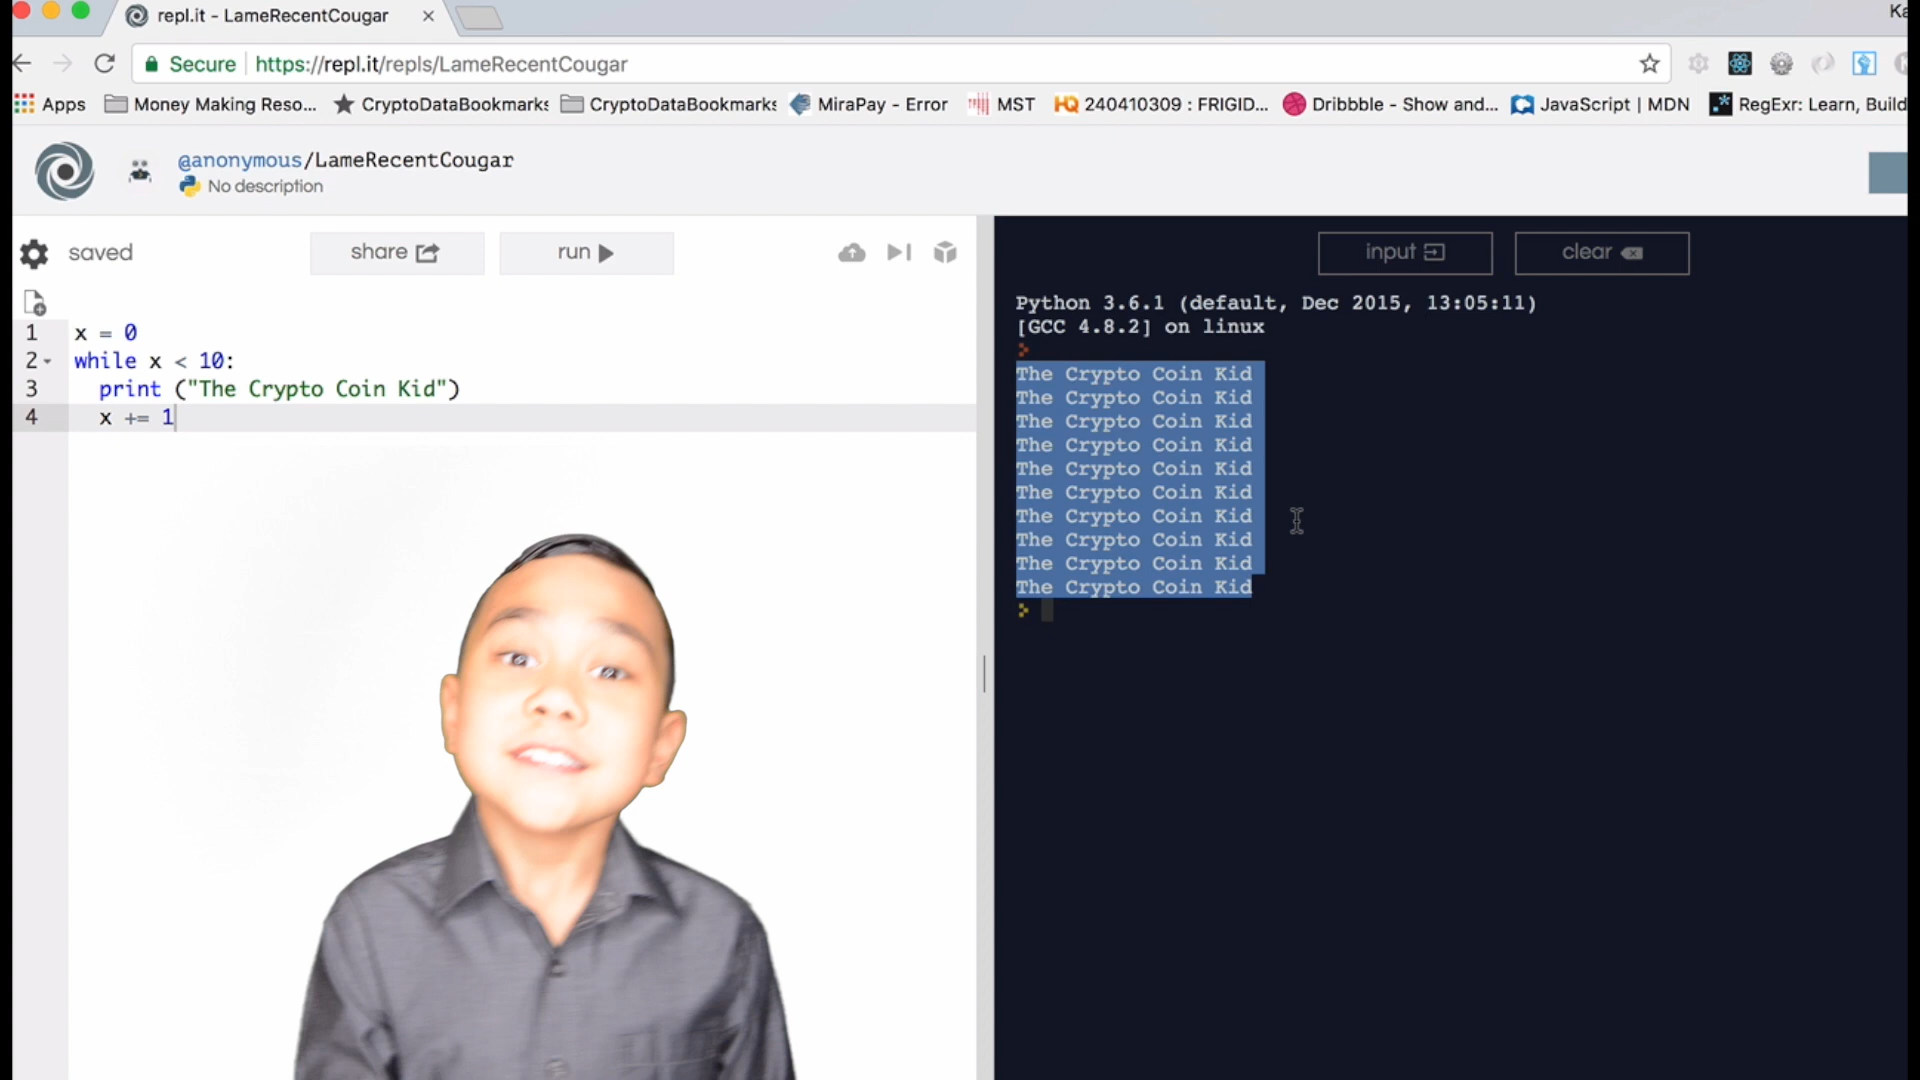 repl.it - LameRecentCougar
Ka
Secure https://repl.it/repls/LameRecentCougar
Apps Money Making Reso... CryptoDataBookmarks CryptoDataBookmarks MiraPay - Error MST HQ 240410309 : FRIGID... Dribbble - Show and... JavaScript | MDN RegExr: Learn, Build
@anonymous/LameRecentCougar
No description
saved share run
1 x = 0
2 while x < 10:
3 print ("The Crypto Coin Kid")
4 x += 1
input clear
Python 3.6.1 (default, Dec 2015, 13:05:11)
[GCC 4.8.2] on linux
The Crypto Coin Kid
The Crypto Coin Kid
The Crypto Coin Kid
The Crypto Coin Kid
The Crypto Coin Kid
The Crypto Coin Kid
The Crypto Coin Kid
The Crypto Coin Kid
The Crypto Coin Kid
The Crypto Coin Kid